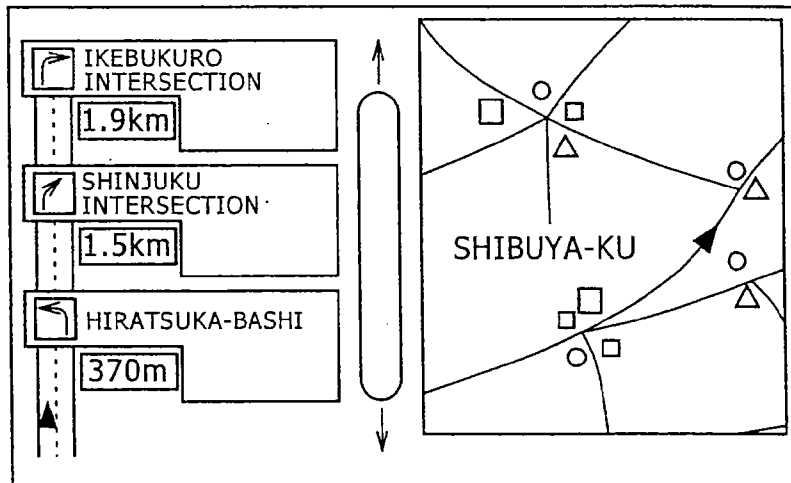 IKEBUKURO
INTERSECTION
1.9km
SHINJUKU
INTERSECTION
1.5km
HIRATSUKA-BASHI
370m
SHIBUYA-KU